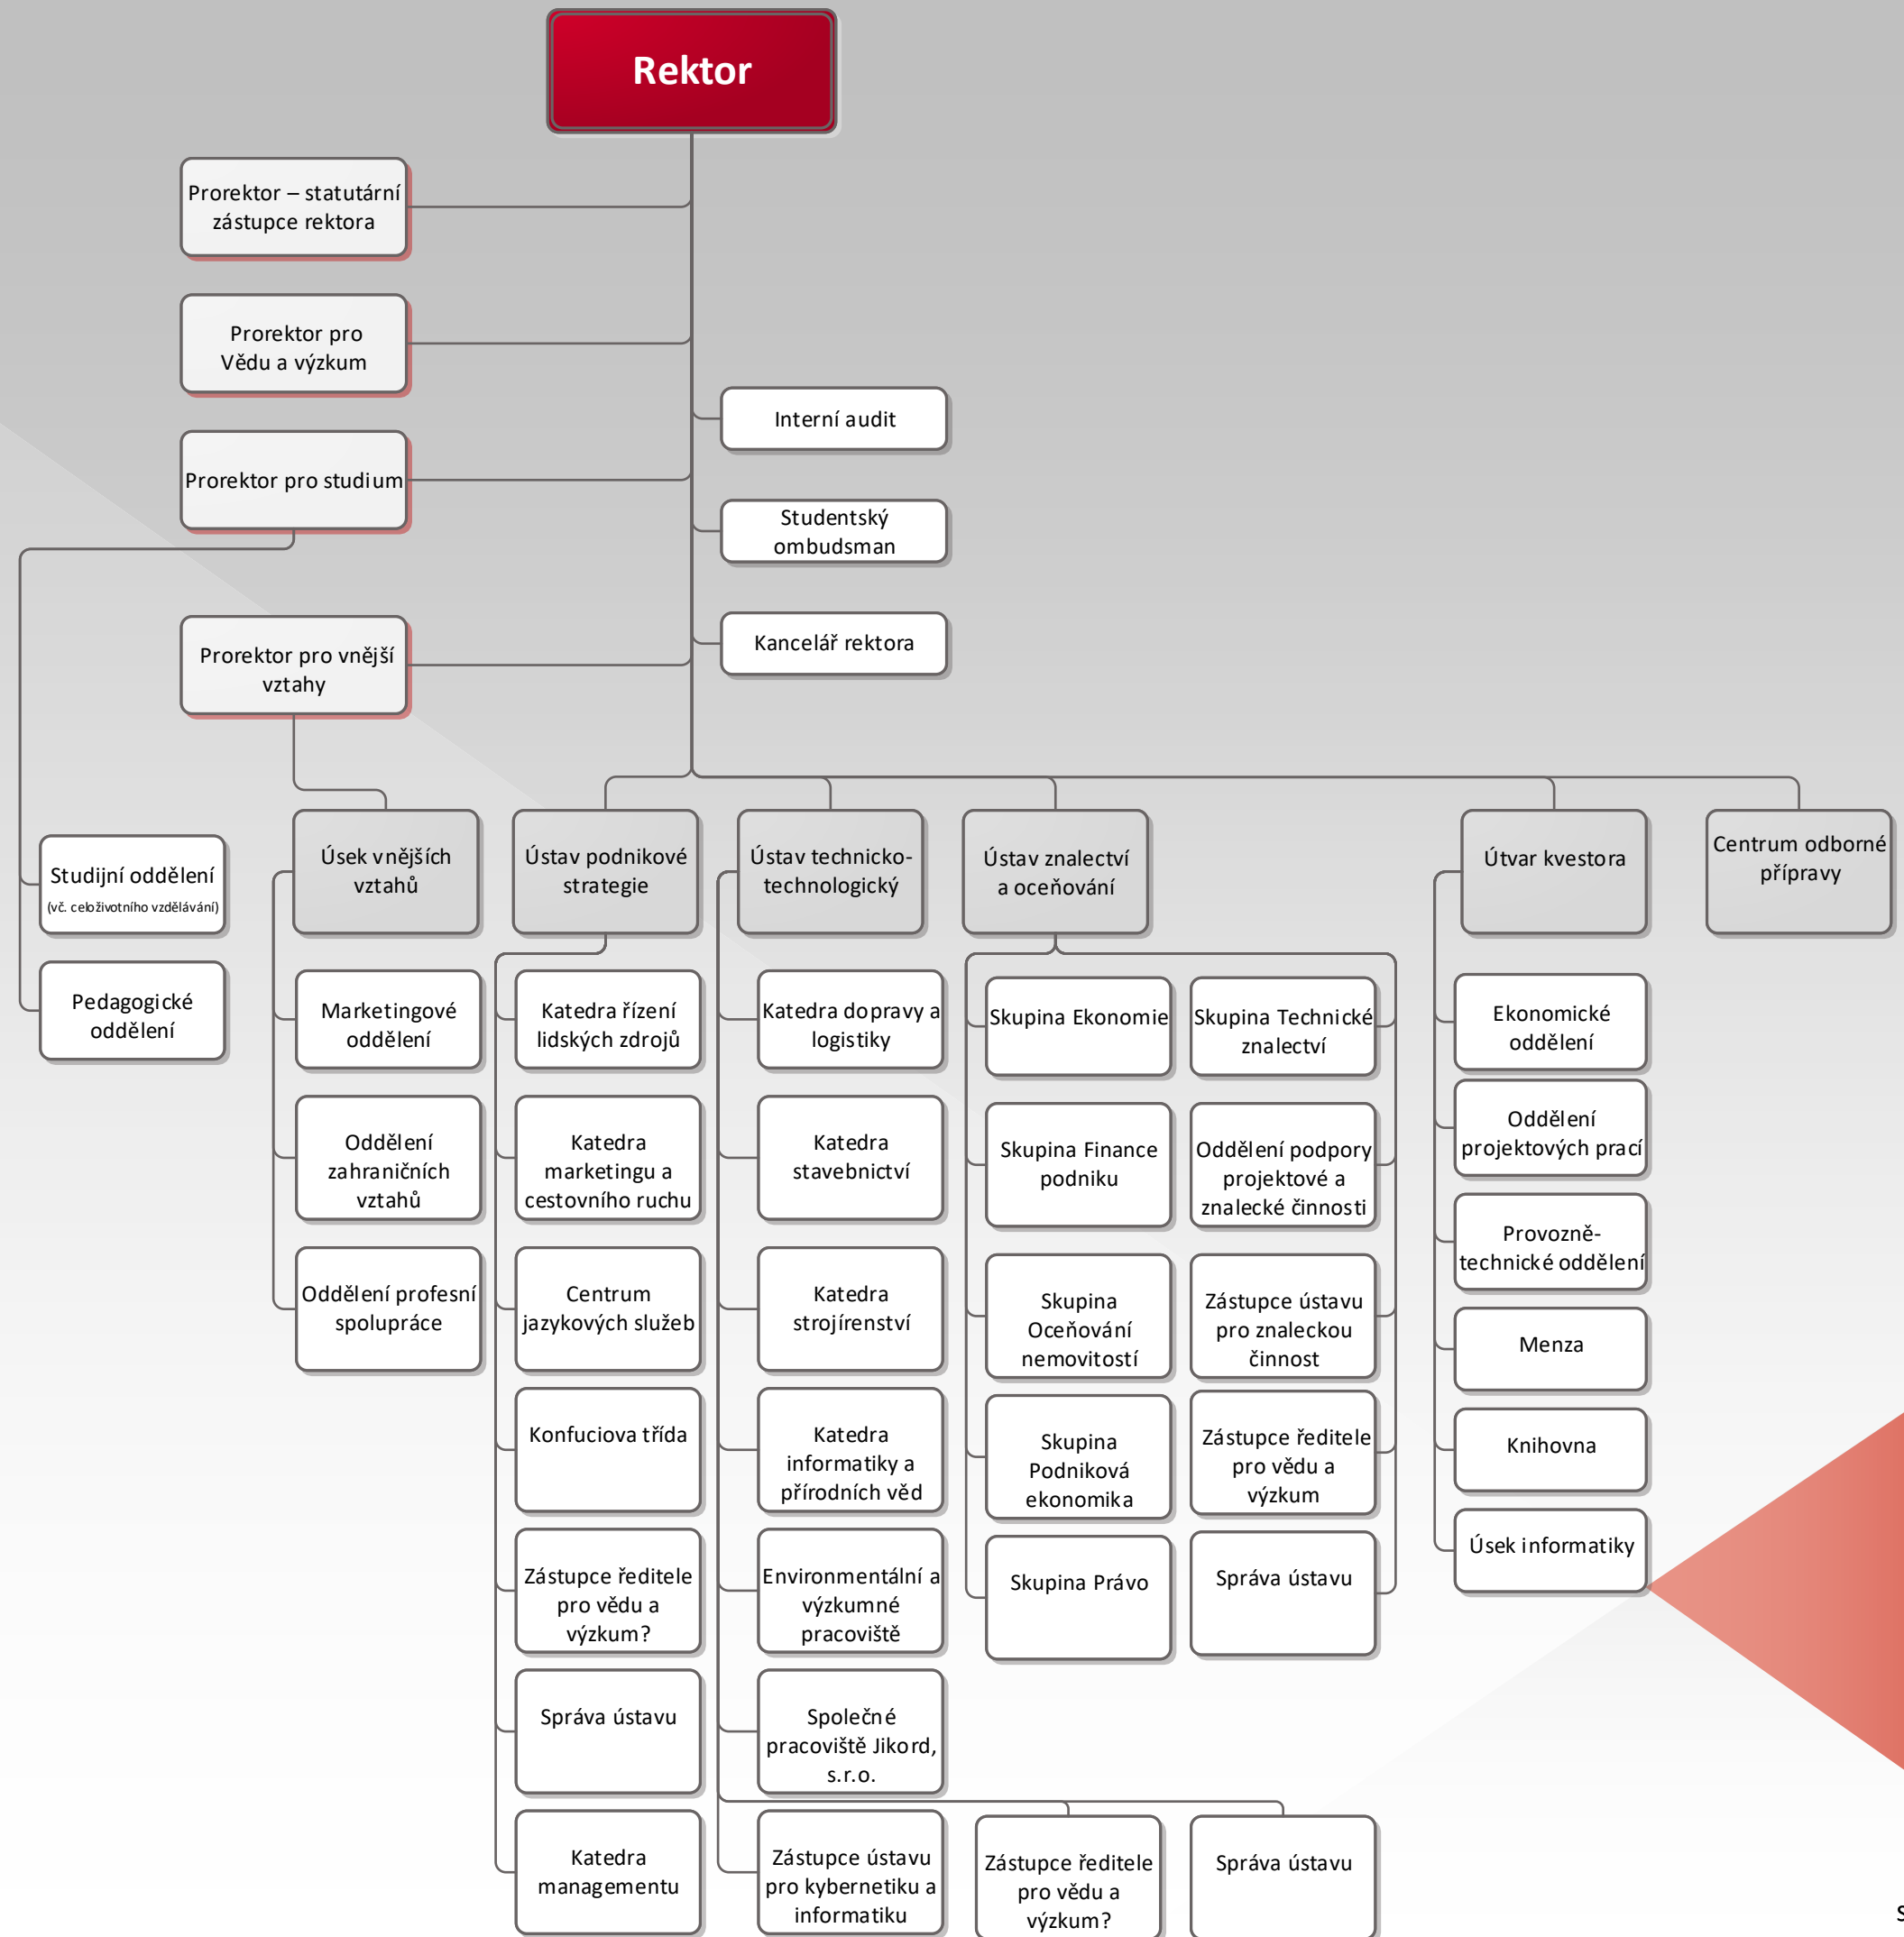 Rektor
Prorektor – statutární
zástupce rektora
Prorektor pro
Vědu a výzkum
Interní audit
Prorektor pro studium
Studentský
ombudsman
Kancelář rektora
Prorektor pro vnější
vztahy
Studijní oddělení
(vč. celoživotního vzdělávání)
Pedagogické
oddělení
Úsek vnějších
vztahů
Marketingové
oddělení
Oddělení
zahraničních
vztahů
Oddělení profesní
spolupráce
Ústav podnikové
strategie
Katedra řízení
lidských zdrojů
Katedra
marketingu a
cestovního ruchu
Centrum
jazykových služeb
Konfuciova třída
Zástupce ředitele
pro vědu a
výzkum?
Správa ústavu
Katedra
managementu
Ústav technicko-
technologický
Katedra dopravy a
logistiky
Katedra
stavebnictví
Katedra
strojírenství
Katedra
informatiky a
přírodních věd
Environmentální a
výzkumné
pracoviště
Společné
pracoviště Jikord,
s.r.o.
Zástupce ústavu
pro kybernetiku a
informatiku
Zástupce ředitele
pro vědu a
výzkum?
Správa ústavu
Ústav znalectví
a oceňování
Skupina Ekonomie
Skupina Finance
podniku
Skupina
Oceňování
nemovitostí
Skupina
Podniková
ekonomika
Skupina Právo
Skupina Technické
znalectví
Oddělení podpory
projektové a
znalecké činnosti
Zástupce ústavu
pro znaleckou
činnost
Zástupce ředitele
pro vědu a
výzkum
Správa ústavu
Útvar kvestora
Ekonomické
oddělení
Oddělení
projektových prací
Provozně-
technické oddělení
Menza
Knihovna
Úsek informatiky
Centrum odborné
přípravy